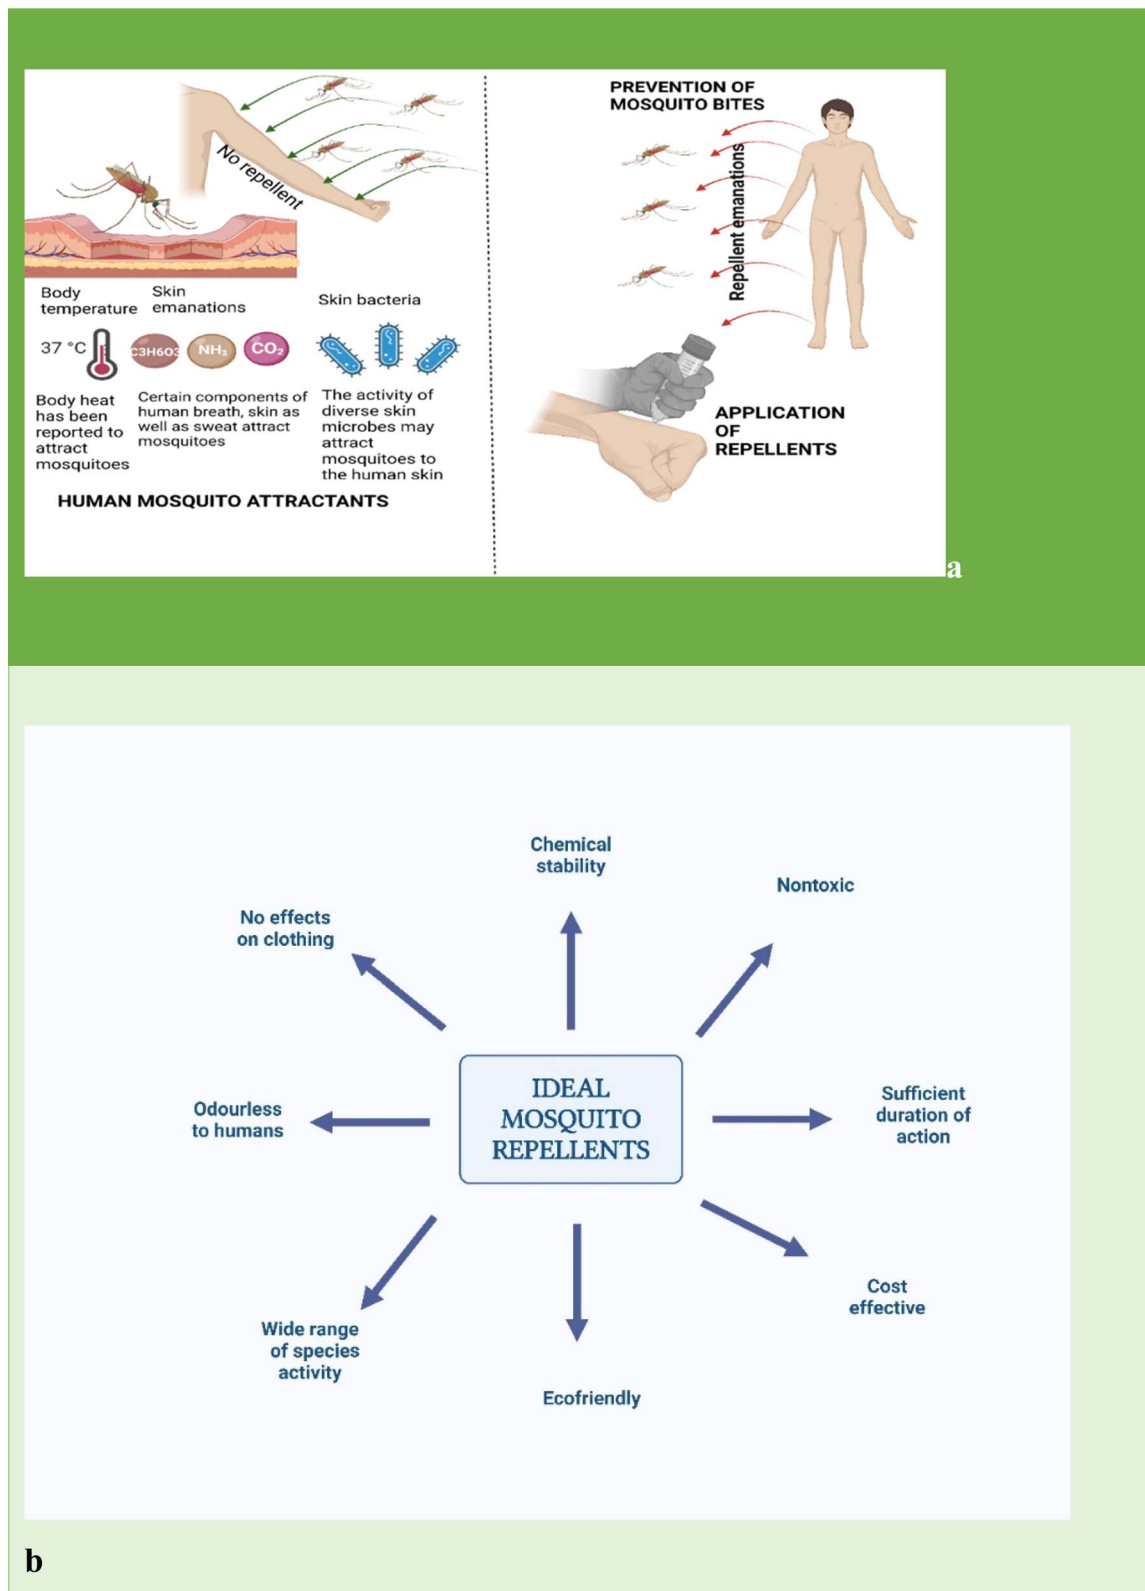 No repellent
Body
temperature
Skin
emanations
Skin bacteria
37 °C
C3H6O3
NH₃
CO₂
Body heat
has been
reported to
attract
mosquitoes
Certain components of
human breath, skin as
well as sweat attract
mosquitoes
The activity of
diverse skin
microbes may
attract
mosquitoes to
the human skin
HUMAN MOSQUITO ATTRACTANTS
PREVENTION OF
MOSQUITO BITES
Repellent emanations
APPLICATION
OF
REPELLENTS
a
Chemical
stability
Nontoxic
No effects
on clothing
IDEAL
MOSQUITO
REPELLENTS
Sufficient
duration of
action
Odourless
to humans
Cost
effective
Wide range
of species
activity
Ecofriendly
b